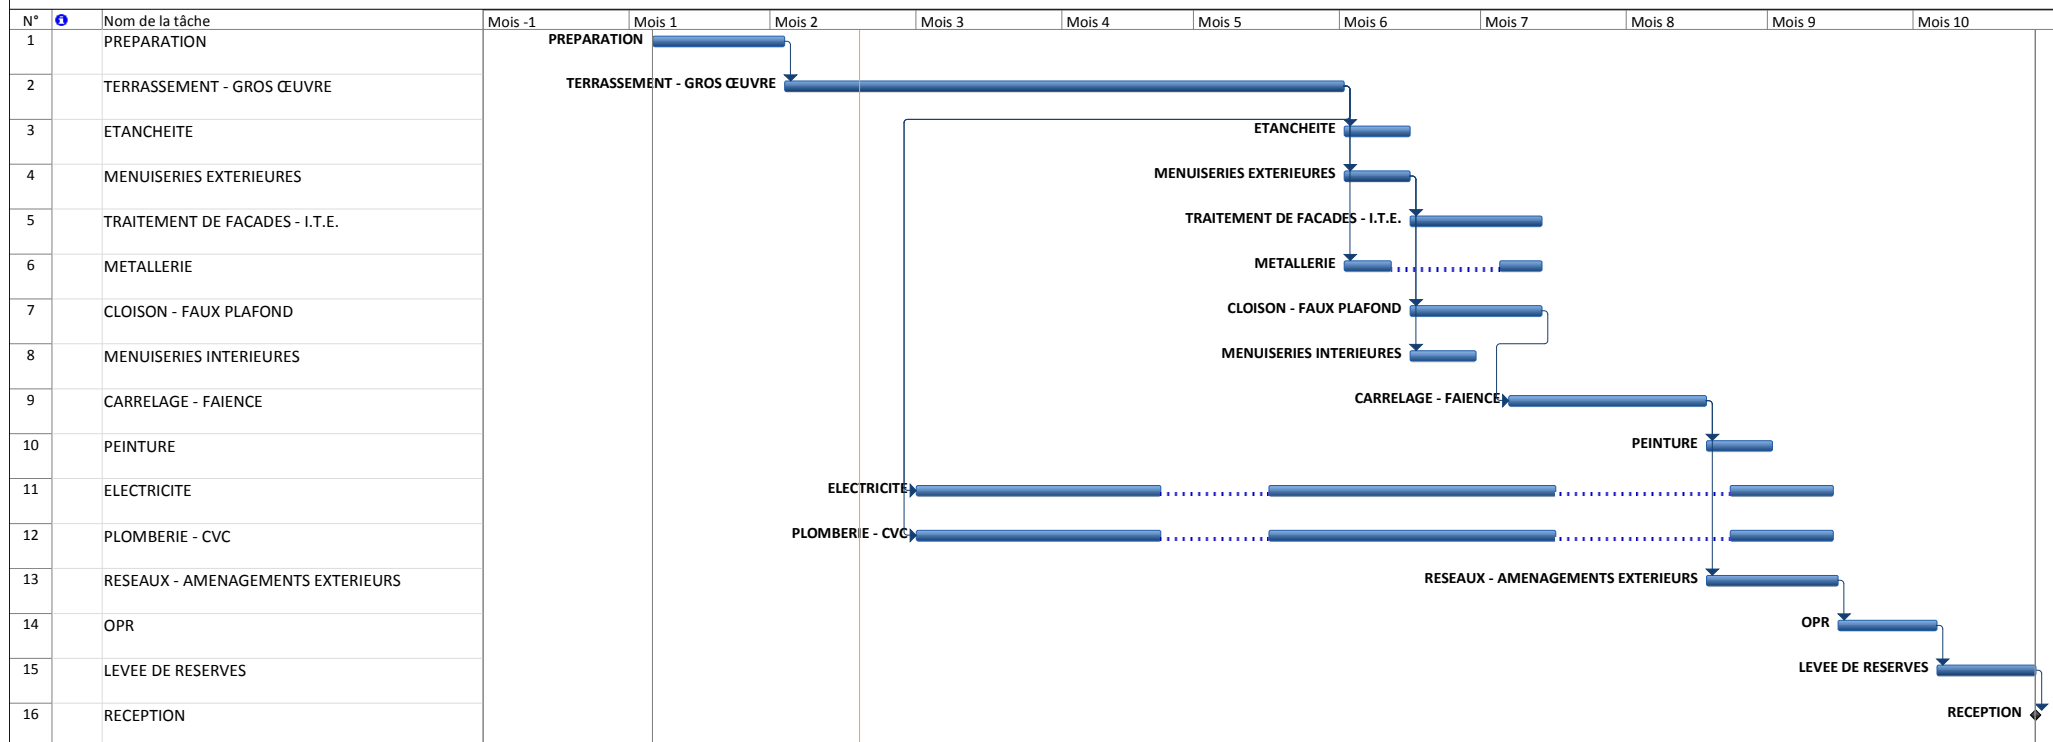 N° Nom de la tâche Mois -1 Mois 1 Mois 2 Mois 3 Mois 4 Mois 5 Mois 6 Mois 7 Mois 8 Mois 9 Mois 10
1 PREPARATION PREPARATION
2 TERRASSEMENT - GROS ŒUVRE TERRASSEMENT - GROS ŒUVRE
3 ETANCHEITE ETANCHEITE
4 MENUISERIES EXTERIEURES MENUISERIES EXTERIEURES
5 TRAITEMENT DE FACADES - I.T.E. TRAITEMENT DE FACADES - I.T.E.
6 METALLERIE METALLERIE
7 CLOISON - FAUX PLAFOND CLOISON - FAUX PLAFOND
8 MENUISERIES INTERIEURES MENUISERIES INTERIEURES
9 CARRELAGE - FAIENCE CARRELAGE - FAIENCE
10 PEINTURE PEINTURE
11 ELECTRICITE ELECTRICITE
12 PLOMBERIE - CVC PLOMBERIE - CVC
13 RESEAUX - AMENAGEMENTS EXTERIEURS RESEAUX - AMENAGEMENTS EXTERIEURS
14 OPR OPR
15 LEVEE DE RESERVES LEVEE DE RESERVES
16 RECEPTION RECEPTION